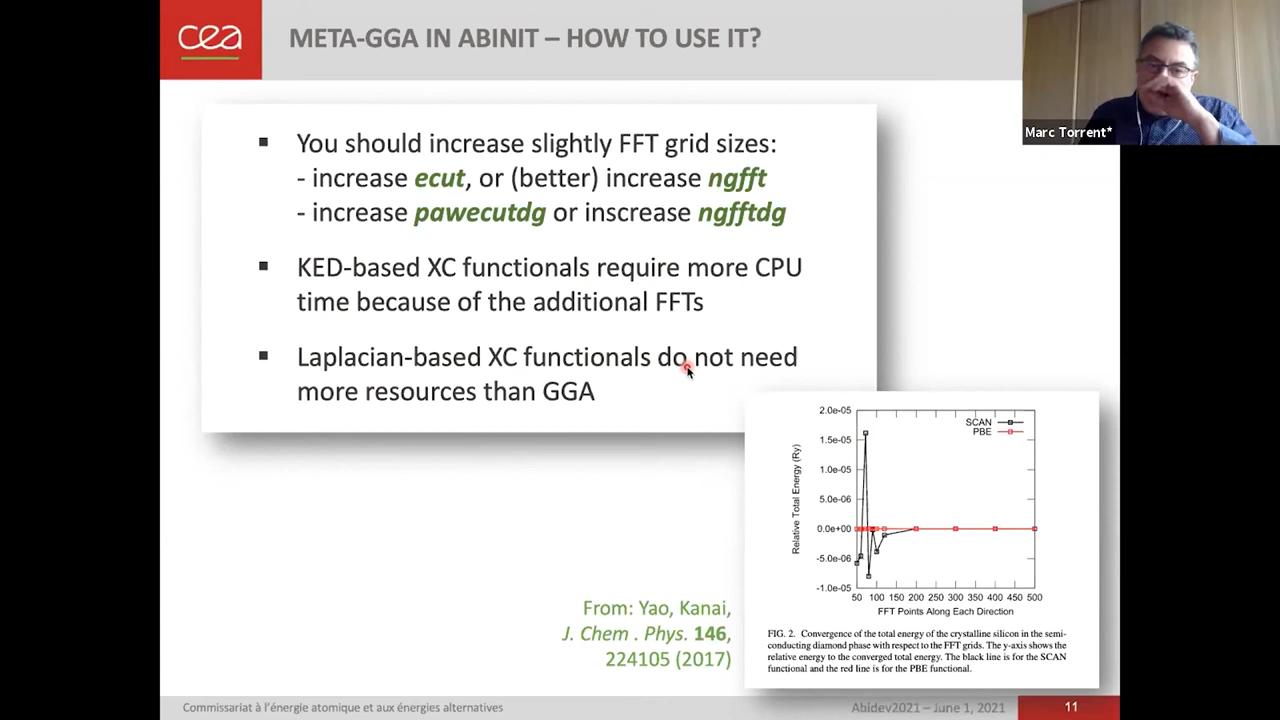 cea
META-GGA IN ABINIT – HOW TO USE IT?
Marc Torrent*
▪ You should increase slightly FFT grid sizes:
- increase ecut, or (better) increase ngfft
- increase pawecutdg or inscrease ngfftdg
▪ KED-based XC functionals require more CPU
time because of the additional FFTs
▪ Laplacian-based XC functionals do not need
more resources than GGA
2.0e-05
1.5e-05
1.0e-05
5.0e-06
0.0e+00
-5.0e-06
-1.0e-05
Relative Total Energy (Ry)
SCAN
PBE
50 100 150 200 250 300 350 400 450 500
FFT Points Along Each Direction
FIG. 2. Convergence of the total energy of the crystalline silicon in the semi-
conducting diamond phase with respect to the FFT grids. The y-axis shows the
relative energy to the converged total energy. The black line is for the SCAN
functional and the red line is for the PBE functional.
From: Yao, Kanai,
J. Chem . Phys. 146,
224105 (2017)
Commissariat à l'énergie atomique et aux énergies alternatives
Abidev2021 – June 1, 2021
11